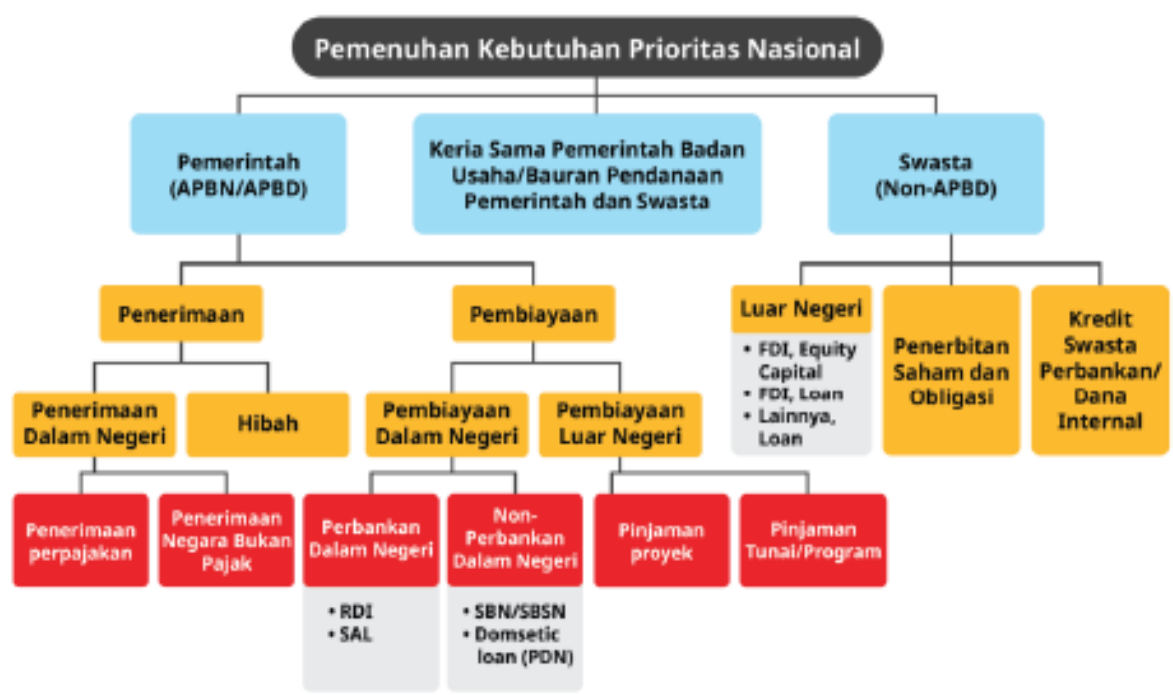 Pemenuhan Kebutuhan Prioritas Nasional
Pemerintah
(APBN/APBD)
Keria Sama Pemerintah Badan
Usaha/Bauran Pendanaan
Pemerintah dan Swasta
Swasta
(Non-APBD)
Penerimaan
Pembiayaan
Luar Negeri
• FDI, Equity
Capital
• FDI, Loan
• Lainnya,
Loan
Penerbitan
Saham dan
Obligasi
Kredit
Swasta
Perbankan/
Dana
Internal
Penerimaan
Dalam Negeri
Hibah
Pembiayaan
Dalam Negeri
Pembiayaan
Luar Negeri
Penerimaan
perpajakan
Penerimaan
Negara Bukan
Pajak
Perbankan
Dalam Negeri
• RDI
• SAL
Non-
Perbankan
Dalam Negeri
• SBN/SBSN
• Domsetic
loan (PDN)
Pinjaman
proyek
Pinjaman
Tunai/Program